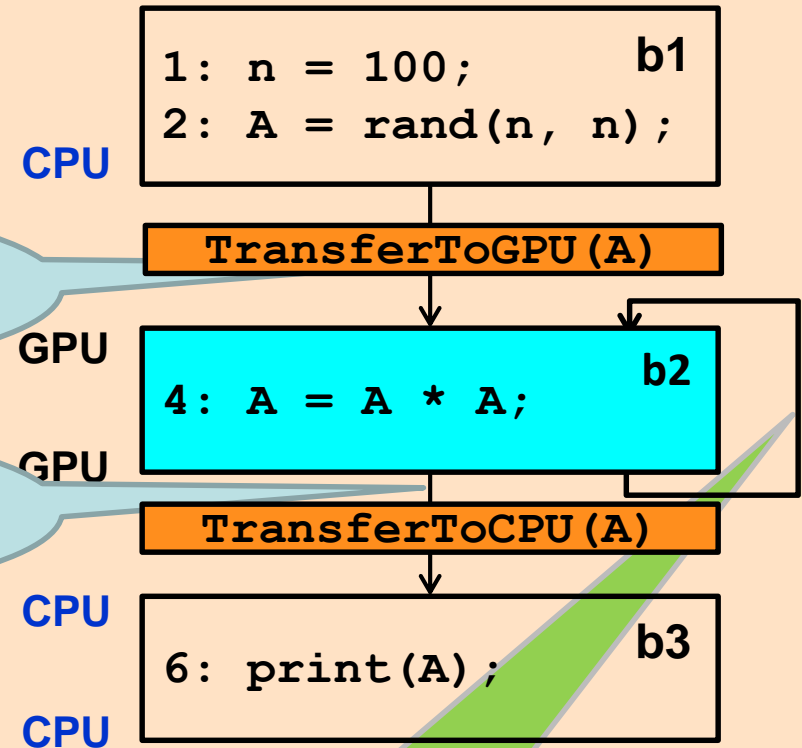 b1
1: n = 100;
2: A = rand(n, n);
CPU
TransferToGPU(A)
GPU
b2
4: A = A * A;
GPU
TransferToCPU(A)
CPU
b3
6: print(A);
CPU